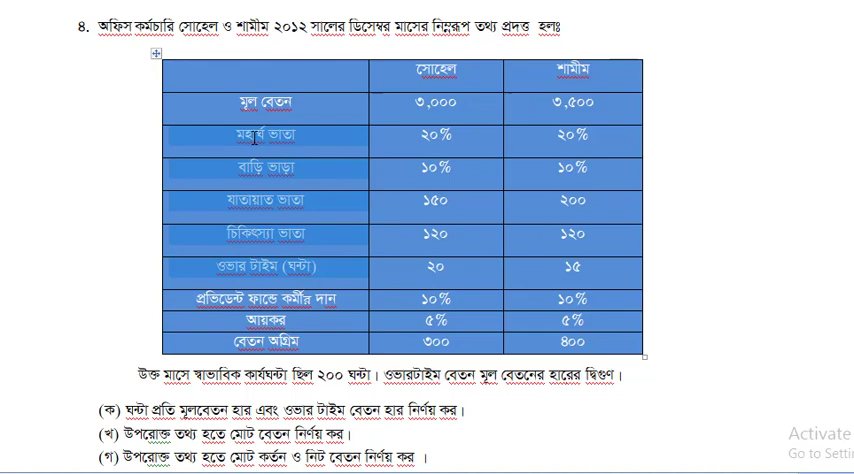 ৪. অফিস কর্মচারি সোহেল ও শামীম ২০১২ সালের ডিসেম্বর মাসের নিম্নরূপ তথ্য প্রদত্ত হলঃ
সোহেল শামীম
মূল বেতন ৩,০০০ ৩,৫০০
মহার্ঘ ভাতা ২০% ২০%
বাড়ি ভাড়া ১০% ১০%
যাতায়াত ভাতা ১৫০ ২০০
চিকিৎস্যা ভাতা ১২০ ১২০
ওভার টাইম (ঘন্টা) ২০ ১৫
প্রভিডেন্ট ফান্ডে কর্মীর দান ১০% ১০%
আয়কর ৫% ৫%
বেতন অগ্রিম ৩০০ ৪০০
উক্ত মাসে স্বাভাবিক কার্যঘন্টা ছিল ২০০ ঘন্টা। ওভারটাইম বেতন মূল বেতনের হারের দ্বিগুণ।
(ক) ঘন্টা প্রতি মুলবেতন হার এবং ওভার টাইম বেতন হার নির্ণয় কর।
(খ) উপরোক্ত তথ্য হতে মোট বেতন নির্ণয় কর।
(গ) উপরোক্ত তথ্য হতে মোট কর্তন ও নিট বেতন নির্ণয় কর ।
Activate
Go to Settin